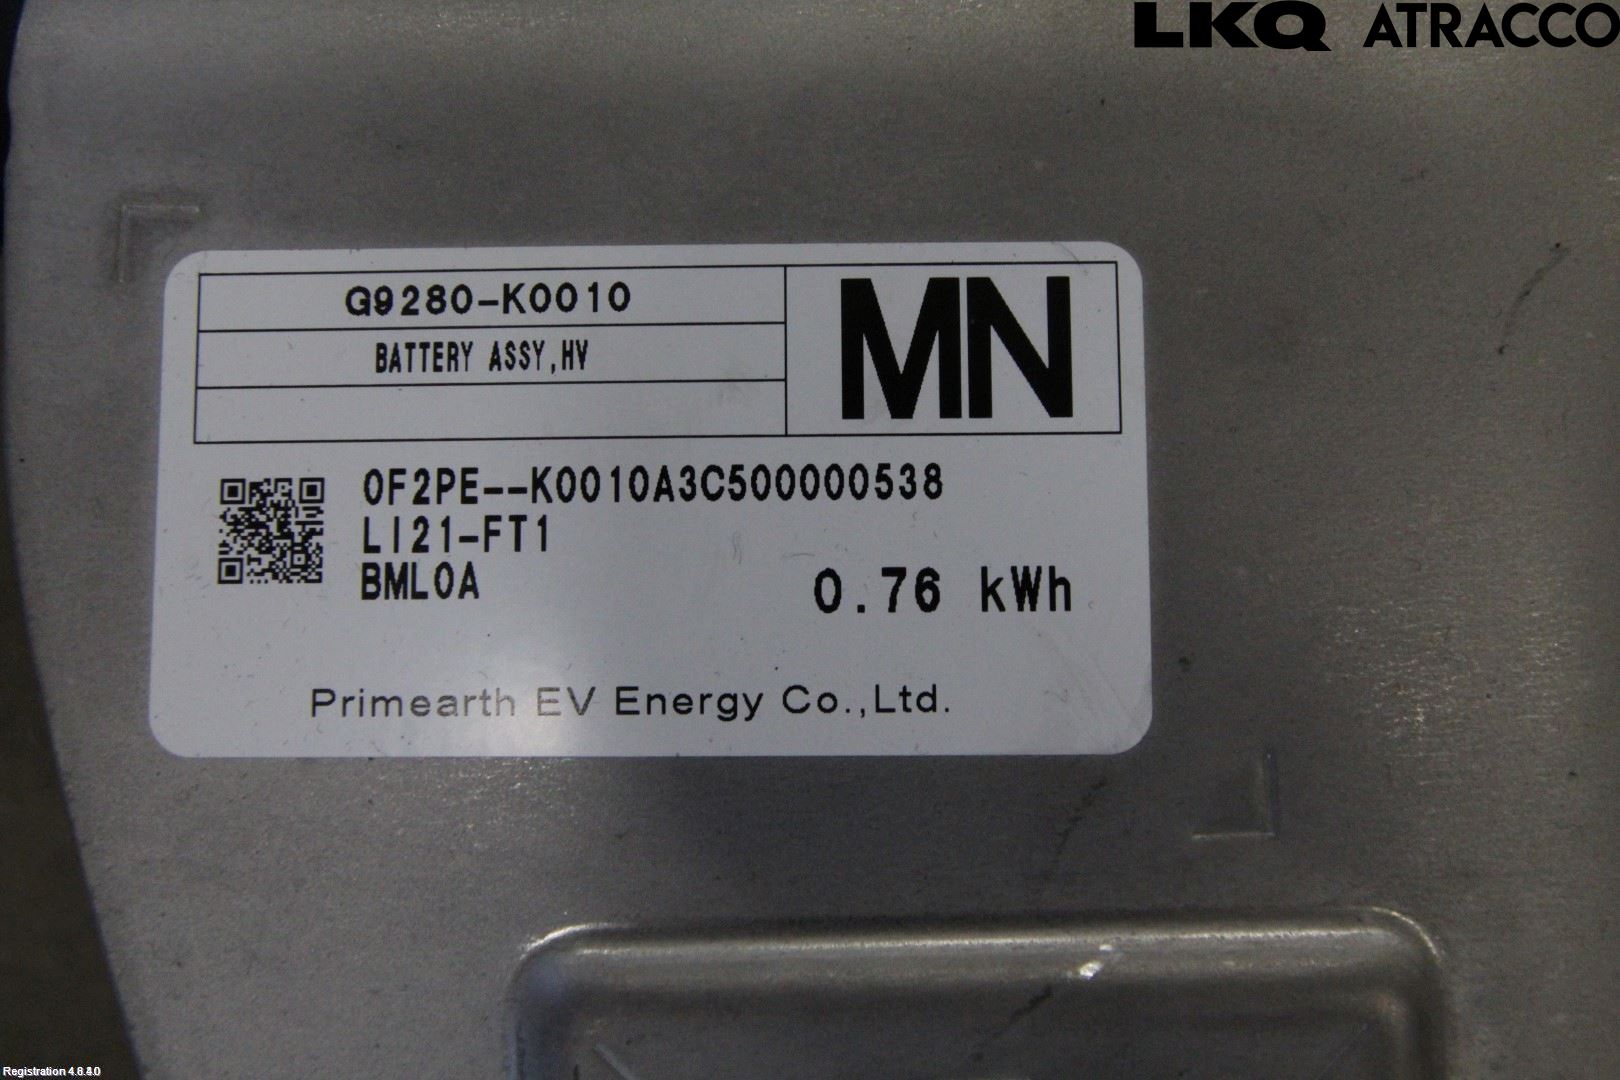 LKQ ATRACCO
G9280-K0010
BATTERY ASSY,HV
MN
0F2PE--K0010A3C500000538
LI21-FT1
BML0A
0.76 kWh
Primearth EV Energy Co.,Ltd.